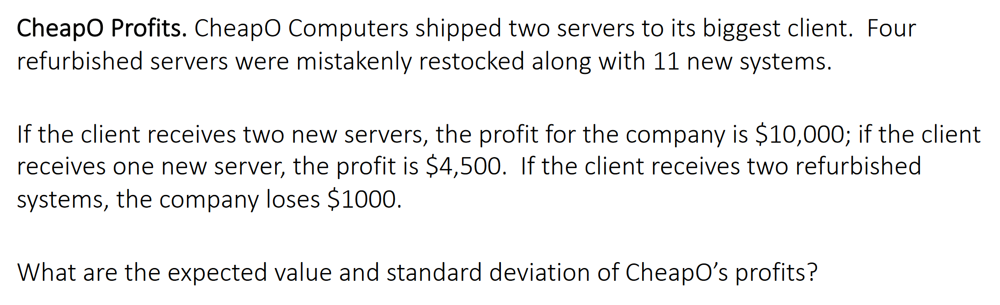 CheapO Profits. CheapO Computers shipped two servers to its biggest client.  Four
refurbished servers were mistakenly restocked along with 11 new systems.
If the client receives two new servers, the profit for the company is $10,000; if the client
receives one new server, the profit is $4,500.  If the client receives two refurbished
systems, the company loses $1000.
What are the expected value and standard deviation of CheapO’s profits?